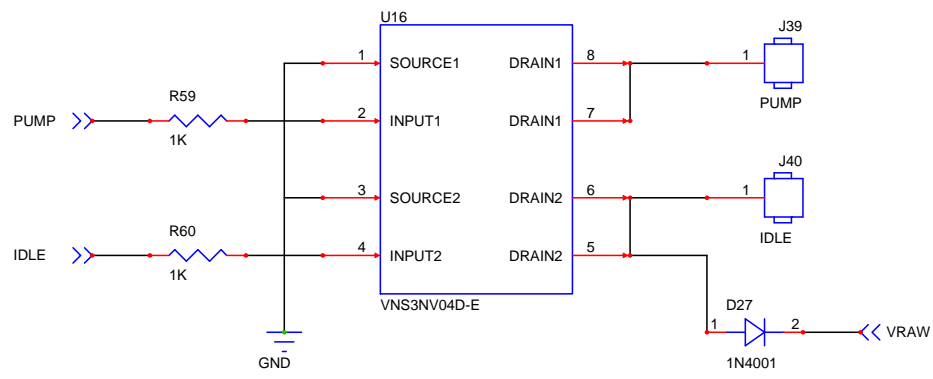 U16
J39
1 SOURCE1 DRAIN1 8 1
R59
PUMP
PUMP 2 INPUT1 DRAIN1 7
1K
J40
3 SOURCE2 DRAIN2 6 1
R60
IDLE
IDLE 4 INPUT2 DRAIN2 5
1K
VNS3NV04D-E
D27
1 2 VRAW
GND
1N4001